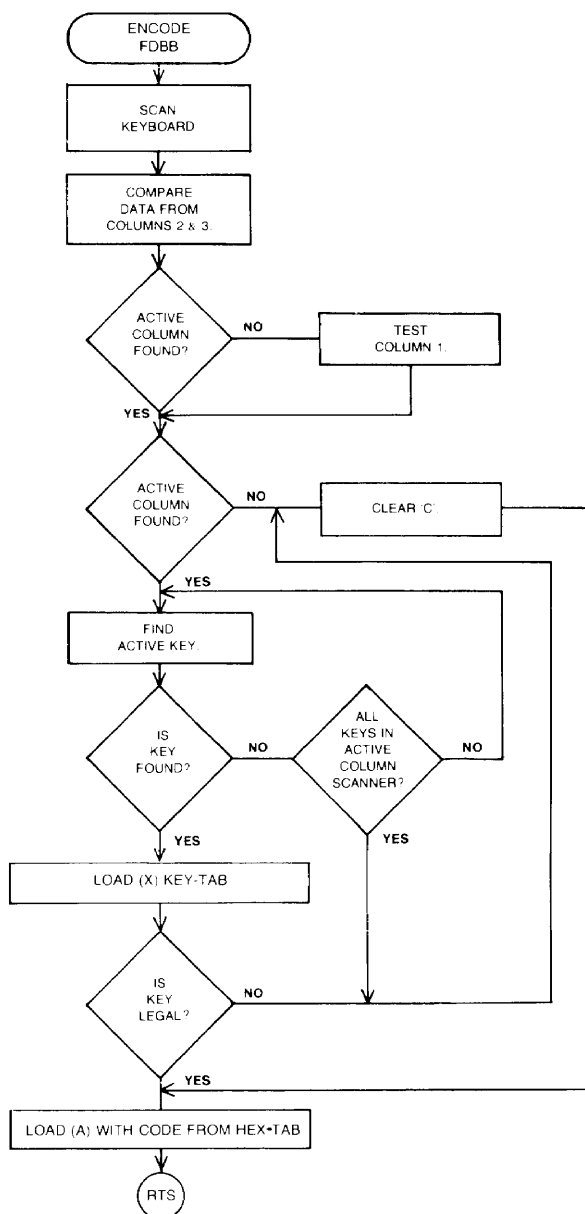 ENCODE
FDBB
SCAN
KEYBOARD
COMPARE
DATA FROM
COLUMNS 2 & 3.
ACTIVE
COLUMN
FOUND?
NO
TEST
COLUMN 1.
YES
ACTIVE
COLUMN
FOUND?
NO
CLEAR 'C'.
YES
FIND
ACTIVE KEY.
IS
KEY
FOUND?
NO
ALL
KEYS IN
ACTIVE
COLUMN
SCANNER?
NO
YES
YES
LOAD (X) KEY-TAB
IS
KEY
LEGAL?
NO
YES
LOAD (A) WITH CODE FROM HEX•TAB
RTS